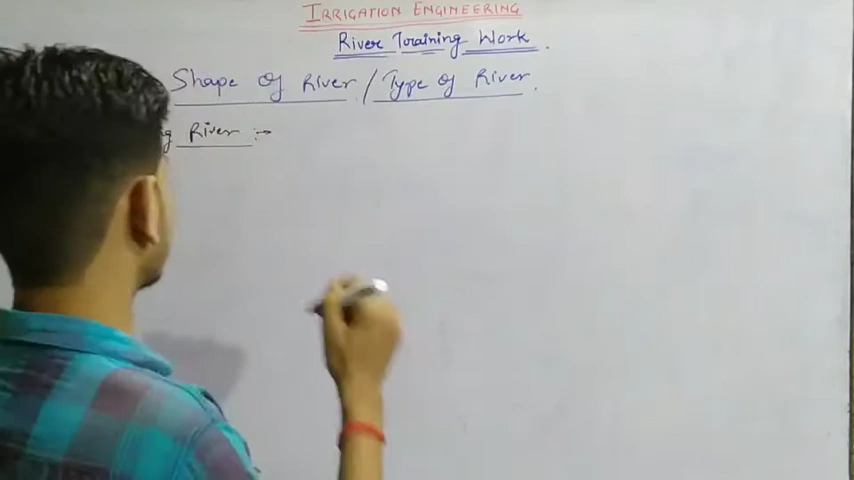 IRRIGATION ENGINEERING
River Training Work.
Shape of River / Type of River.
River :-